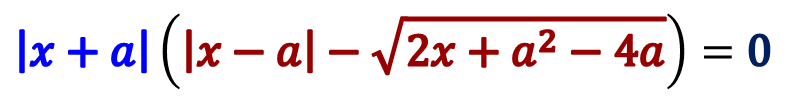 |x + a|(|x − a| − √(2x + a² − 4a)) = 0